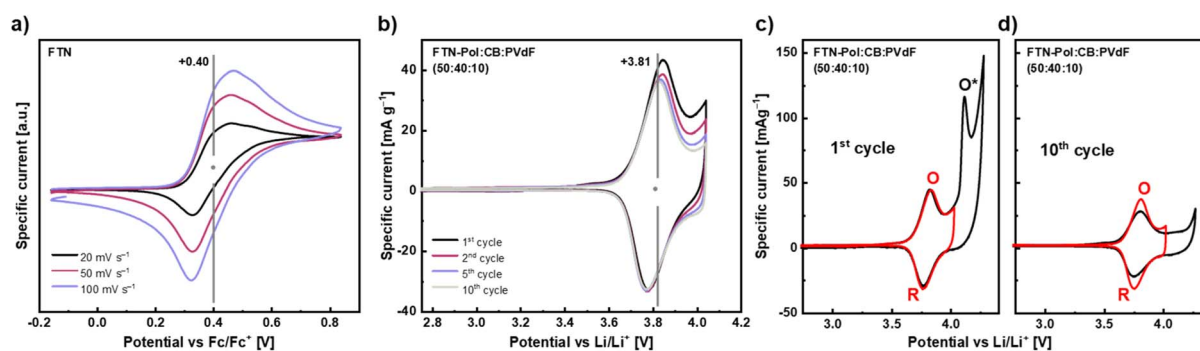 a)
FTN
+0.40
Specific current [a.u.]
20 mV s⁻¹
50 mV s⁻¹
100 mV s⁻¹
-0.2 0.0 0.2 0.4 0.6 0.8
Potential vs Fc/Fc⁺ [V]
b)
FTN-Pol:CB:PVdF
(50:40:10)
+3.81
Specific current [mA g⁻¹]
40
20
0
-20
-40
1st cycle
2nd cycle
5th cycle
10th cycle
2.8 3.0 3.2 3.4 3.6 3.8 4.0 4.2
Potential vs Li/Li⁺ [V]
c)
FTN-Pol:CB:PVdF
(50:40:10)
O*
1st cycle
O
R
Specific current [mAg⁻¹]
150
100
50
0
-50
3.0 3.5 4.0
d)
FTN-Pol:CB:PVdF
(50:40:10)
10th cycle
O
R
3.0 3.5 4.0
Potential vs Li/Li⁺ [V]